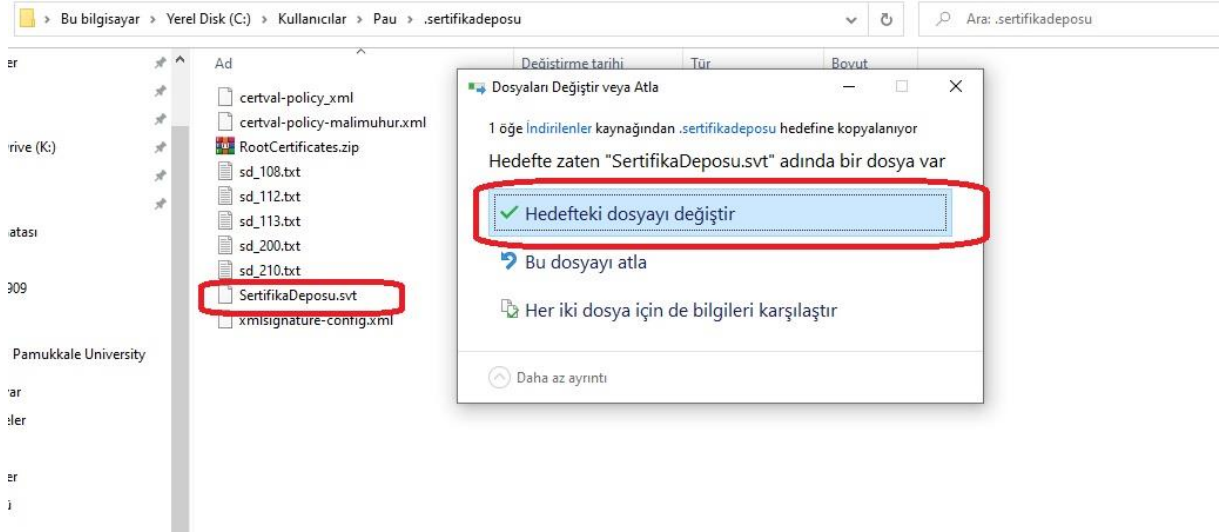 Bu bilgisayar > Yerel Disk (C:) > Kullanıcılar > Pau > .sertifikadeposu
Ara: .sertifikadeposu
er
Ad
Değiştirme tarihi
Tür
Boyut
certval-policy_xml
certval-policy-malimuhur.xml
rive (K:)
RootCertificates.zip
sd_108.txt
sd_112.txt
sd_113.txt
atası
sd_200.txt
sd_210.txt
909
SertifikaDeposu.svt
xmlsignature-config.xml
Pamukkale University
ar
eler
er
ü
Dosyaları Değiştir veya Atla
1 öğe İndirilenler kaynağından .sertifikadeposu hedefine kopyalanıyor
Hedefte zaten "SertifikaDeposu.svt" adında bir dosya var
Hedefteki dosyayı değiştir
Bu dosyayı atla
Her iki dosya için de bilgileri karşılaştır
Daha az ayrıntı